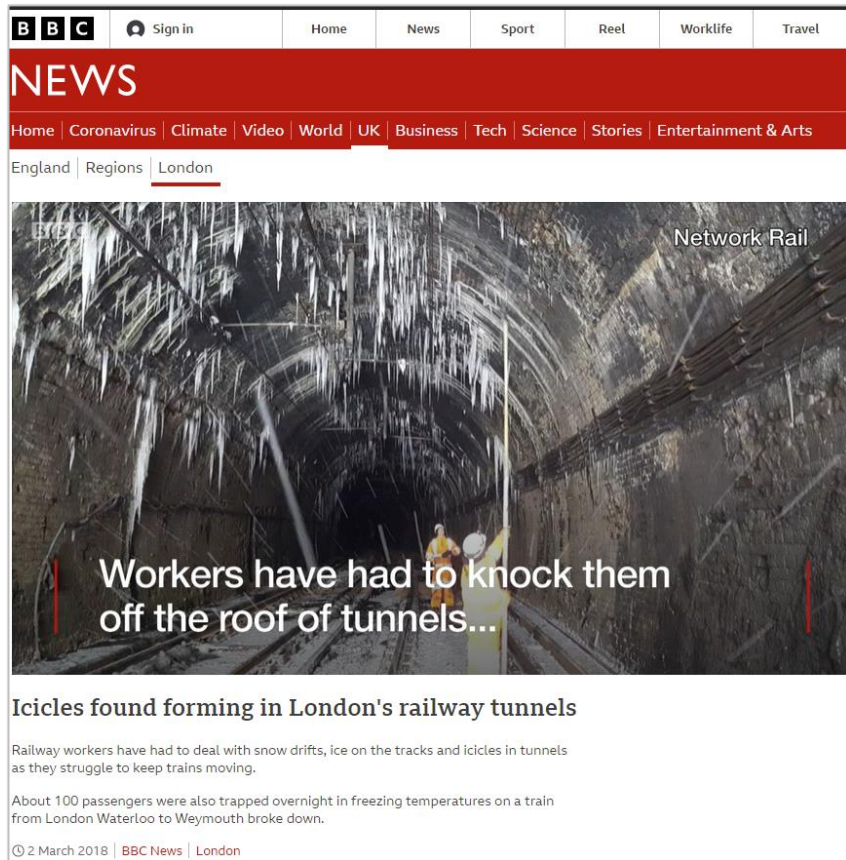 BBC Sign in Home News Sport Reel Worklife Travel
NEWS
Home Coronavirus Climate Video World UK Business Tech Science Stories Entertainment & Arts
England Regions London
BBC
Network Rail
Workers have had to knock them
off the roof of tunnels...
Icicles found forming in London's railway tunnels
Railway workers have had to deal with snow drifts, ice on the tracks and icicles in tunnels
as they struggle to keep trains moving.
About 100 passengers were also trapped overnight in freezing temperatures on a train
from London Waterloo to Weymouth broke down.
2 March 2018 BBC News London